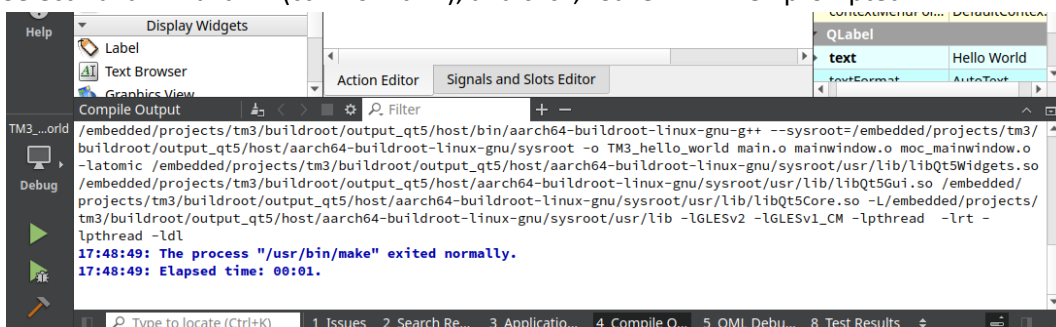 Help
Display Widgets
Label
Text Browser
Graphics View
Action Editor
Signals and Slots Editor
QLabel
text
Hello World
textFormat
AutoText
Compile Output
Filter
TM3_...orld
Debug
/embedded/projects/tm3/buildroot/output_qt5/host/bin/aarch64-buildroot-linux-gnu-g++ --sysroot=/embedded/projects/tm3/
buildroot/output_qt5/host/aarch64-buildroot-linux-gnu/sysroot -o TM3_hello_world main.o mainwindow.o moc_mainwindow.o
-latomic /embedded/projects/tm3/buildroot/output_qt5/host/aarch64-buildroot-linux-gnu/sysroot/usr/lib/libQt5Widgets.so
/embedded/projects/tm3/buildroot/output_qt5/host/aarch64-buildroot-linux-gnu/sysroot/usr/lib/libQt5Gui.so /embedded/
projects/tm3/buildroot/output_qt5/host/aarch64-buildroot-linux-gnu/sysroot/usr/lib/libQt5Core.so -L/embedded/projects/
tm3/buildroot/output_qt5/host/aarch64-buildroot-linux-gnu/sysroot/usr/lib -lGLESv2 -lGLESv1_CM -lpthread  -lrt -
lpthread -ldl
17:48:49: The process "/usr/bin/make" exited normally.
17:48:49: Elapsed time: 00:01.
Type to locate (Ctrl+K)
1 Issues
2 Search Re...
3 Applicatio...
4 Compile O...
5 QML Debu...
8 Test Results